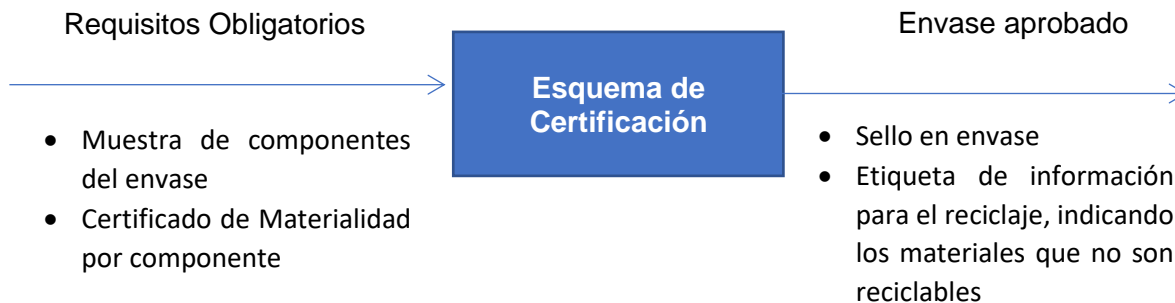 Requisitos Obligatorios
• Muestra de componentes
del envase
• Certificado de Materialidad
por componente
Esquema de
Certificación
Envase aprobado
• Sello en envase
• Etiqueta de información
para el reciclaje, indicando
los materiales que no son
reciclables